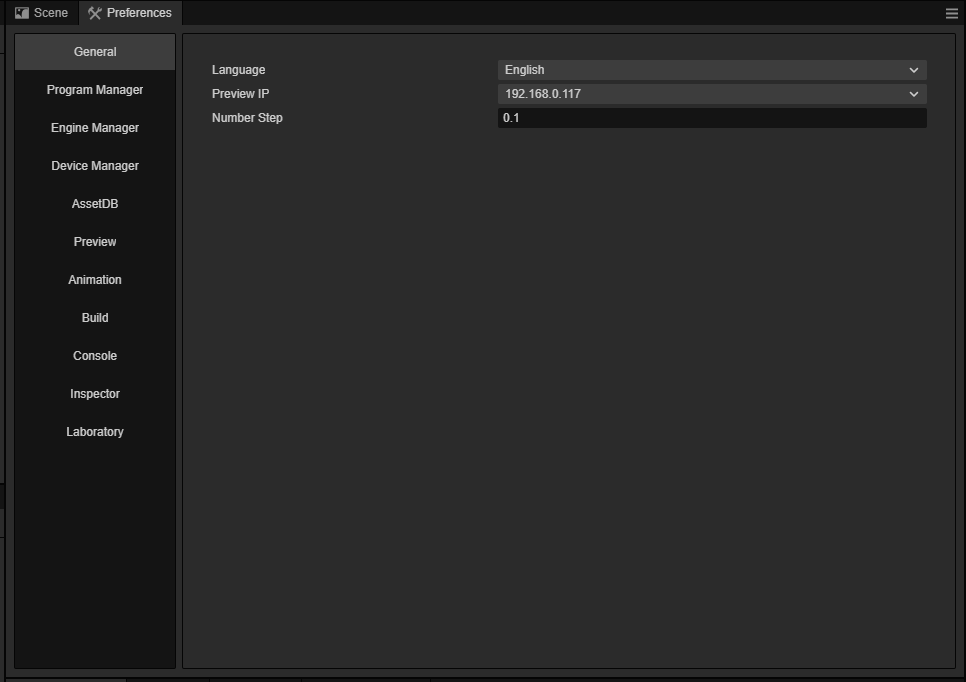 Scene Preferences
General
Program Manager
Engine Manager
Device Manager
AssetDB
Preview
Animation
Build
Console
Inspector
Laboratory
Language English
Preview IP 192.168.0.117
Number Step 0.1